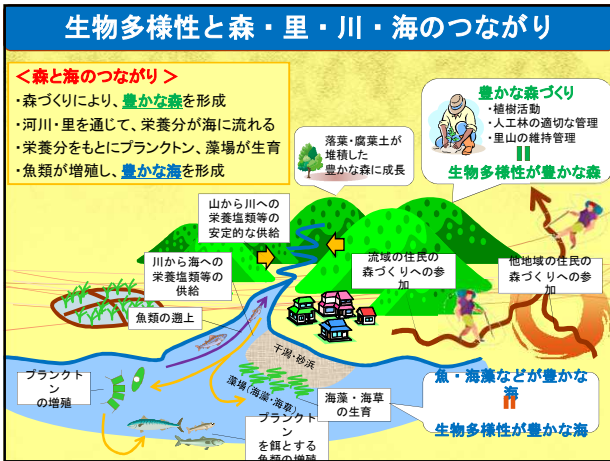 生物多様性と森・里・川・海のつながり
＜森と海のつながり＞
・森づくりにより、豊かな森を形成
・河川・里を通じて、栄養分が海に流れる
・栄養分をもとにプランクトン、藻場が生育
・魚類が増殖し、豊かな海を形成
落葉・腐葉土が
堆積した
豊かな森に成長
豊かな森づくり
・植樹活動
・人工林の適切な管理
・里山の維持管理
=
生物多様性が豊かな森
山から川への
栄養塩類等の
安定的な供給
川から海への
栄養塩類等の
供給
魚類の遡上
流域の住民の
森づくりへの参
加
他地域の住民の
森づくりへの参
加
干潟・砂浜
藻場(海藻・海草)
プランクト
ン
の増殖
プランクト
ン
を餌とする
魚類の増殖
海藻・海草
の生育
魚・海藻などが豊かな
海
=
生物多様性が豊かな海